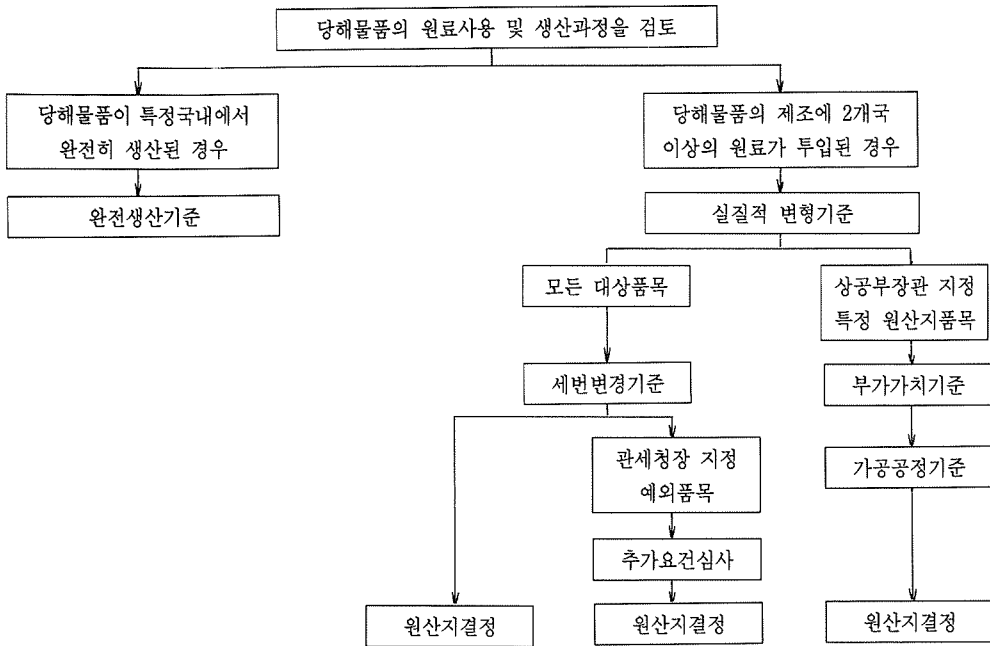 당해물품의 원료사용 및 생산과정을 검토
당해물품이 특정국내에서
완전히 생산된 경우
당해물품의 제조에 2개국
이상의 원료가 투입된 경우
완전생산기준
실질적 변형기준
모든 대상품목
상공부장관 지정
특정 원산지품목
세번변경기준
부가가치기준
관세청장 지정
예외품목
가공공정기준
추가요건심사
원산지결정
원산지결정
원산지결정